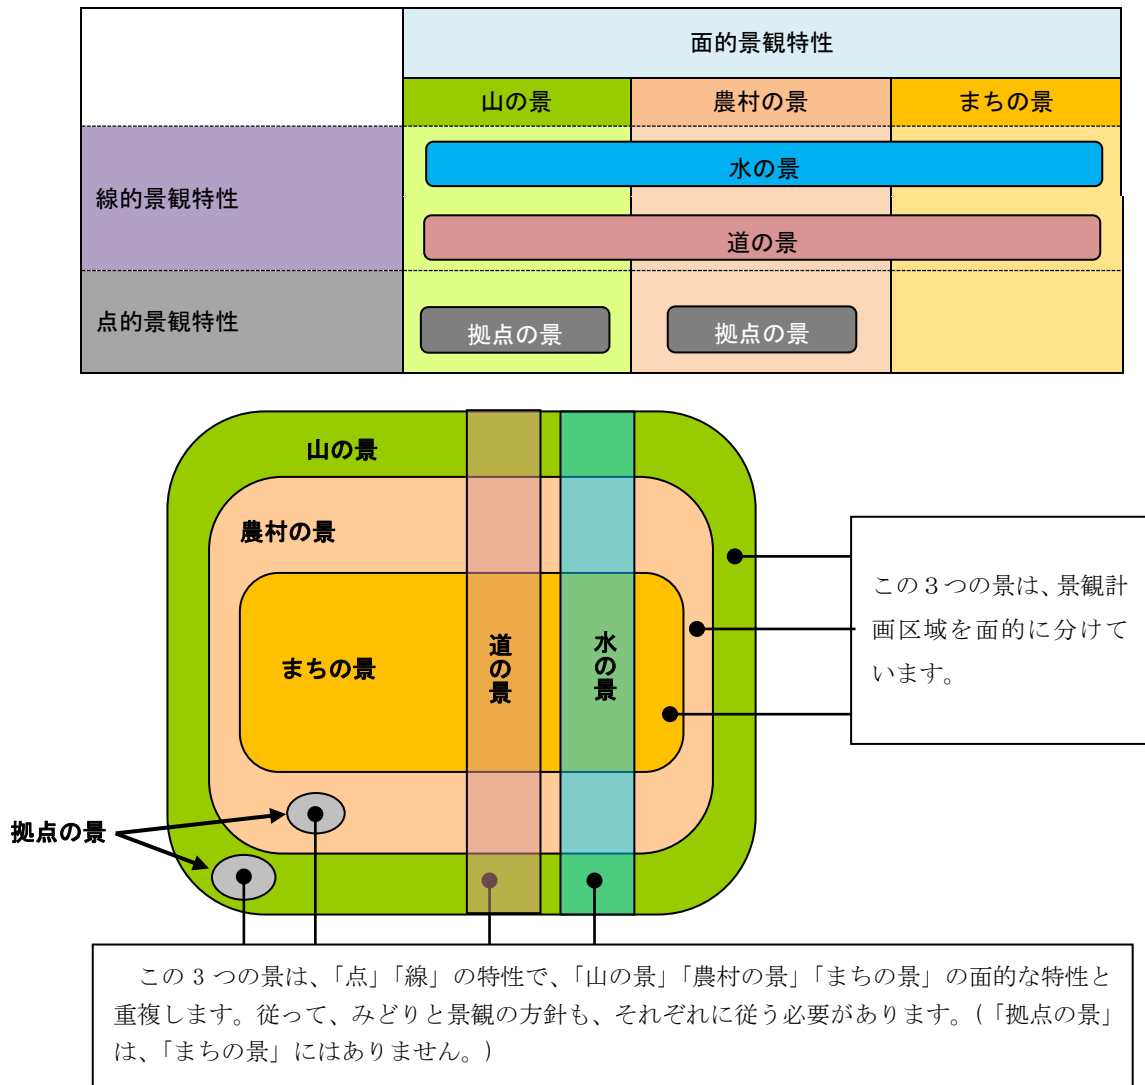 面的景観特性
山の景
農村の景
まちの景
線的景観特性
水の景
道の景
点的景観特性
拠点の景
拠点の景
山の景
農村の景
まちの景
道の景
水の景
拠点の景
この３つの景は、景観計
画区域を面的に分けて
います。
この 3 つの景は、「点」「線」の特性で、「山の景」「農村の景」「まちの景」の面的な特性と
重複します。従って、みどりと景観の方針も、それぞれに従う必要があります。(「拠点の景」
は、「まちの景」にはありません。)